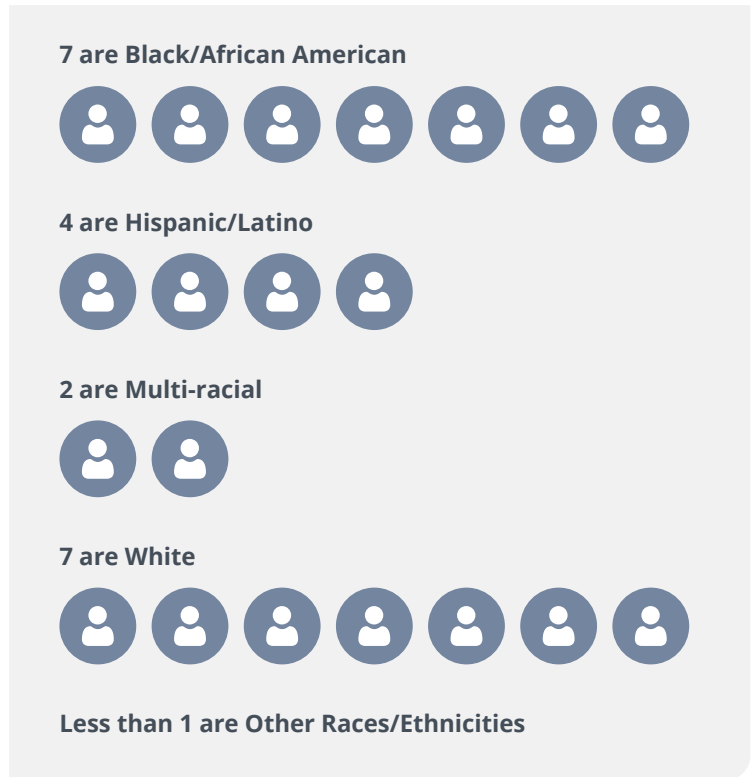 7 are Black/African American
4 are Hispanic/Latino
2 are Multi-racial
7 are White
Less than 1 are Other Races/Ethnicities